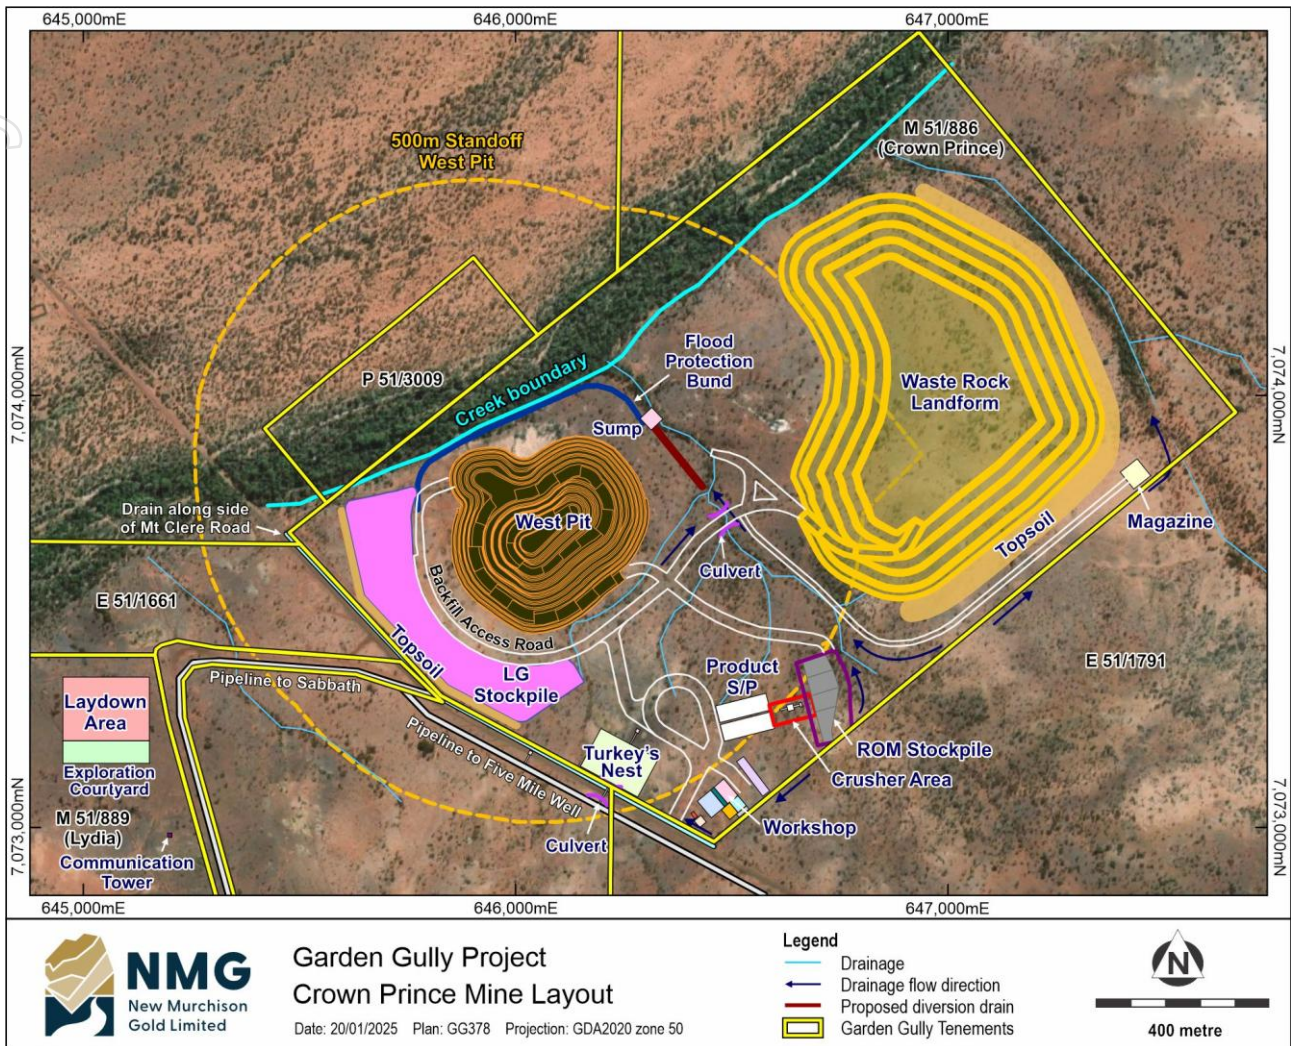 645,000mE
646,000mE
647,000mE
500m Standoff
West Pit
M 51/886
(Crown Prince)
7,074,000mN
7,074,000mN
P 51/3009
Creek boundary
Flood
Protection
Bund
Sump
Waste Rock
Landform
Drain along side
of Mt Clere Road
West Pit
Culvert
Magazine
Topsoil
E 51/1661
Backfill Access Road
Topsoil
LG
Stockpile
Product
S/P
E 51/1791
Pipeline to Sabbath
Laydown
Area
Exploration
Courtyard
Pipeline to Five Mile Well
Turkey's
Nest
ROM Stockpile
Crusher Area
Workshop
Culvert
M 51/889
(Lydia)
Communication
Tower
7,073,000mN
7,073,000mN
645,000mE
646,000mE
647,000mE
NMG
New Murchison
Gold Limited
Garden Gully Project
Crown Prince Mine Layout
Date: 20/01/2025 Plan: GG378 Projection: GDA2020 zone 50
Legend
Drainage
Drainage flow direction
Proposed diversion drain
Garden Gully Tenements
N
400 metre